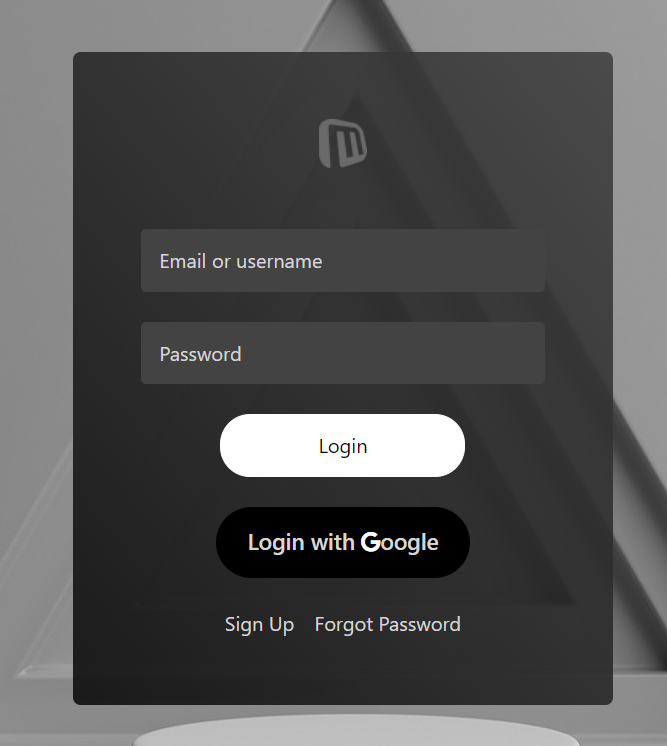 Email or username
Password
Login
Login with Google
Sign Up Forgot Password